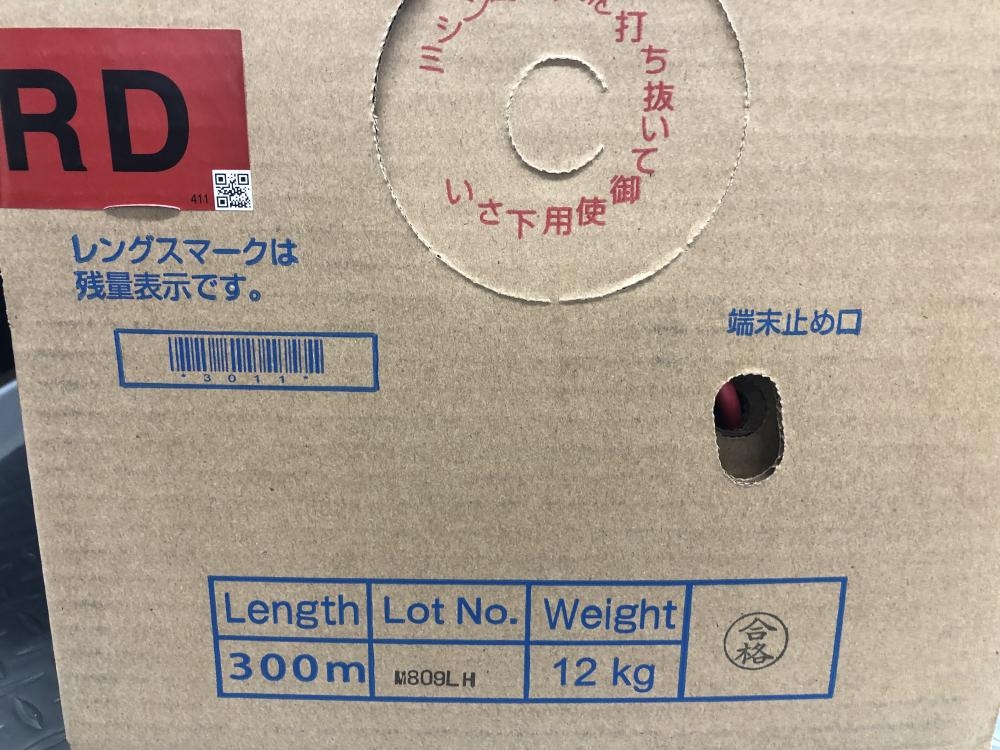 RD
411
ミシン
を打ち抜いて御使用下さい
レングスマークは
残量表示です。
*3011*
端末止め口
Length Lot No. Weight
300m M809LH 12 kg
合格